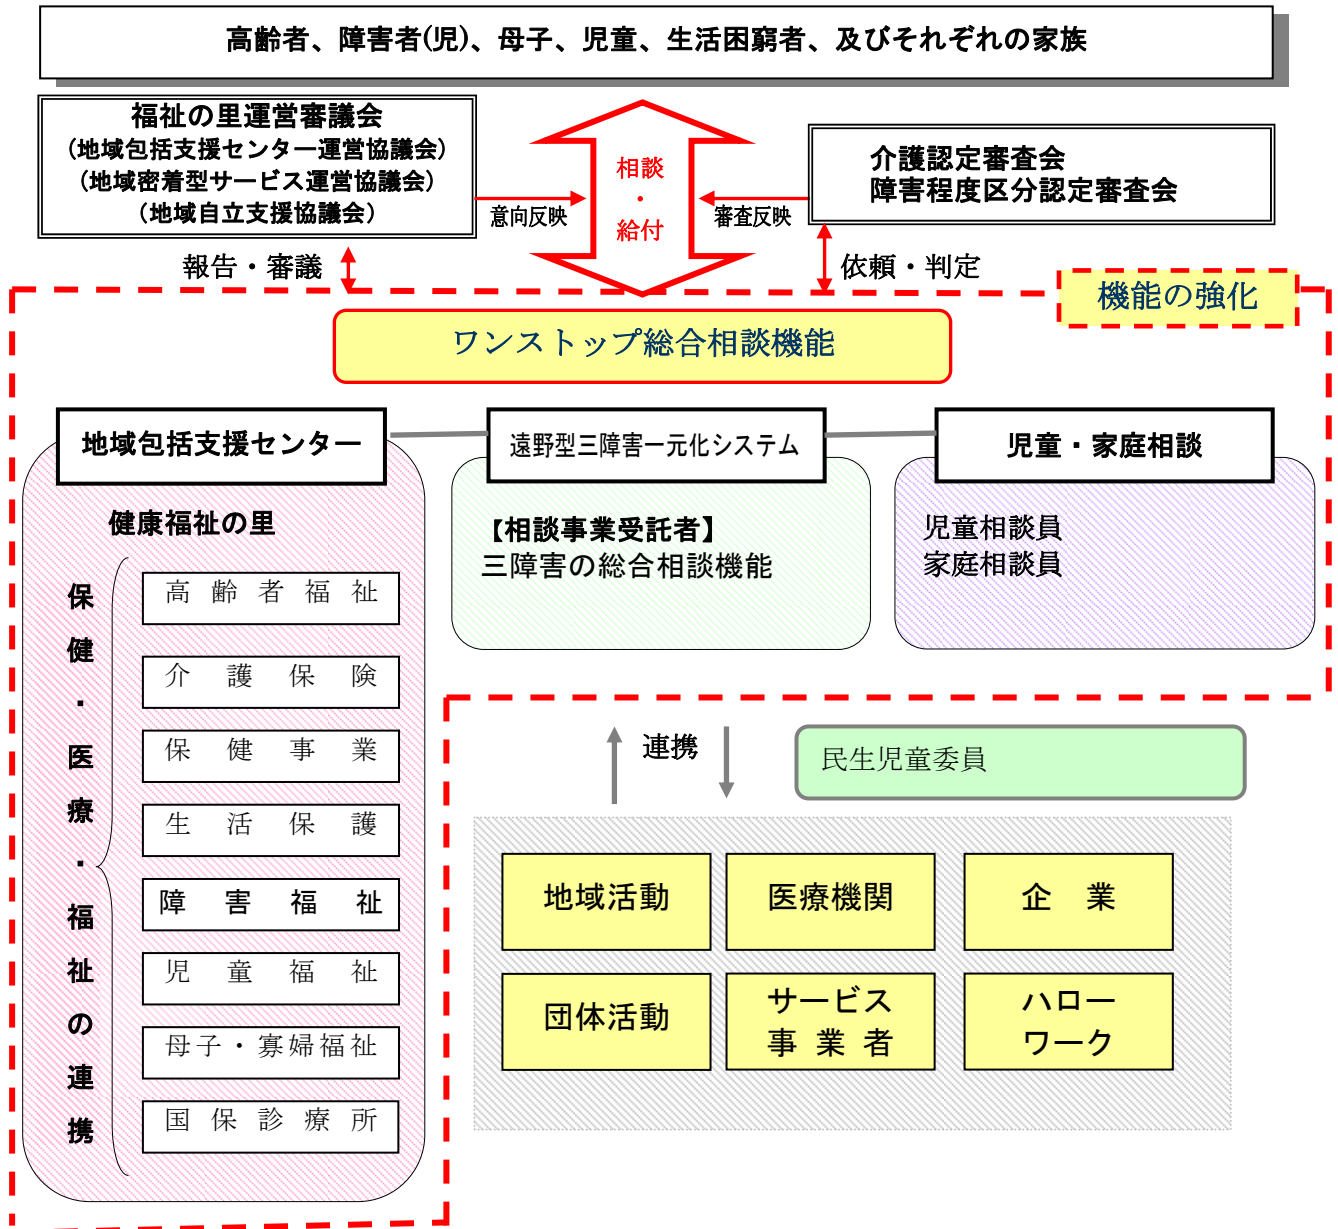 高齢者、障害者(児)、母子、児童、生活困窮者、及びそれぞれの家族
福祉の里運営審議会
(地域包括支援センター運営協議会)
(地域密着型サービス運営協議会)
(地域自立支援協議会)
意向反映
相談
・
給付
審査反映
介護認定審査会
障害程度区分認定審査会
報告・審議
依頼・判定
機能の強化
ワンストップ総合相談機能
地域包括支援センター
遠野型三障害一元化システム
児童・家庭相談
健康福祉の里
【相談事業受託者】
三障害の総合相談機能
児童相談員
家庭相談員
保健・医療・福祉の連携
高齢者福祉
介護保険
保健事業
生活保護
障害福祉
児童福祉
母子・寡婦福祉
国保診療所
連携
民生児童委員
地域活動
医療機関
企 業
団体活動
サービス
事業者
ハロー
ワーク